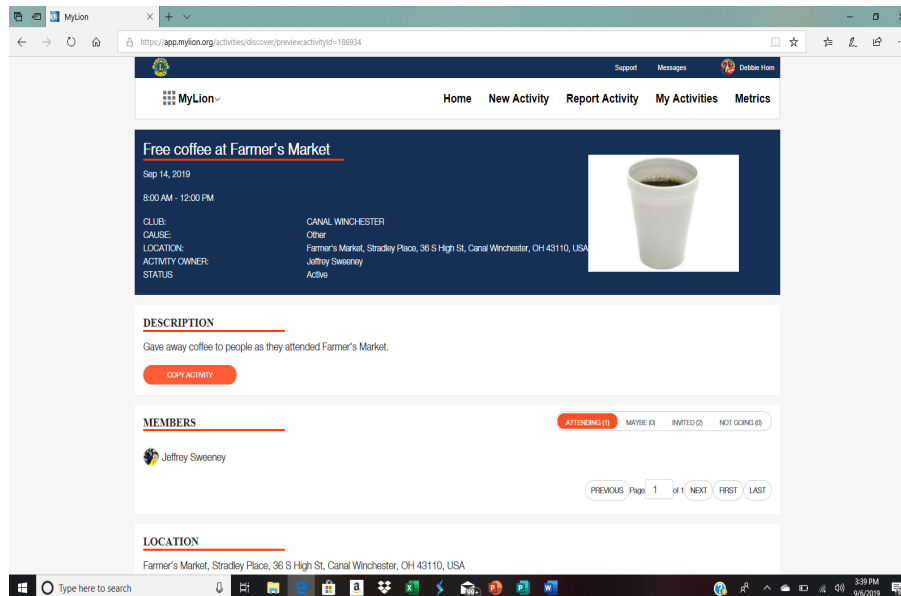 MyLion
https://app.mylion.org/activities/discover/preview;activityId=186934
Support Messages Debbie Horn
MyLion
Home New Activity Report Activity My Activities Metrics
Free coffee at Farmer's Market
Sep 14, 2019
8:00 AM - 12:00 PM
CLUB: CANAL WINCHESTER
CAUSE: Other
LOCATION: Farmer's Market, Stradley Place, 36 S High St, Canal Winchester, OH 43110, USA
ACTIVITY OWNER: Jeffrey Sweeney
STATUS Active
DESCRIPTION
Gave away coffee to people as they attended Farmer's Market.
COPY ACTIVITY
MEMBERS
ATTENDING (1) MAYBE (0) INVITED (2) NOT GOING (0)
Jeffrey Sweeney
PREVIOUS Page 1 of 1 NEXT FIRST LAST
LOCATION
Farmer's Market, Stradley Place, 36 S High St, Canal Winchester, OH 43110, USA
Type here to search
99+
3:39 PM
9/6/2019